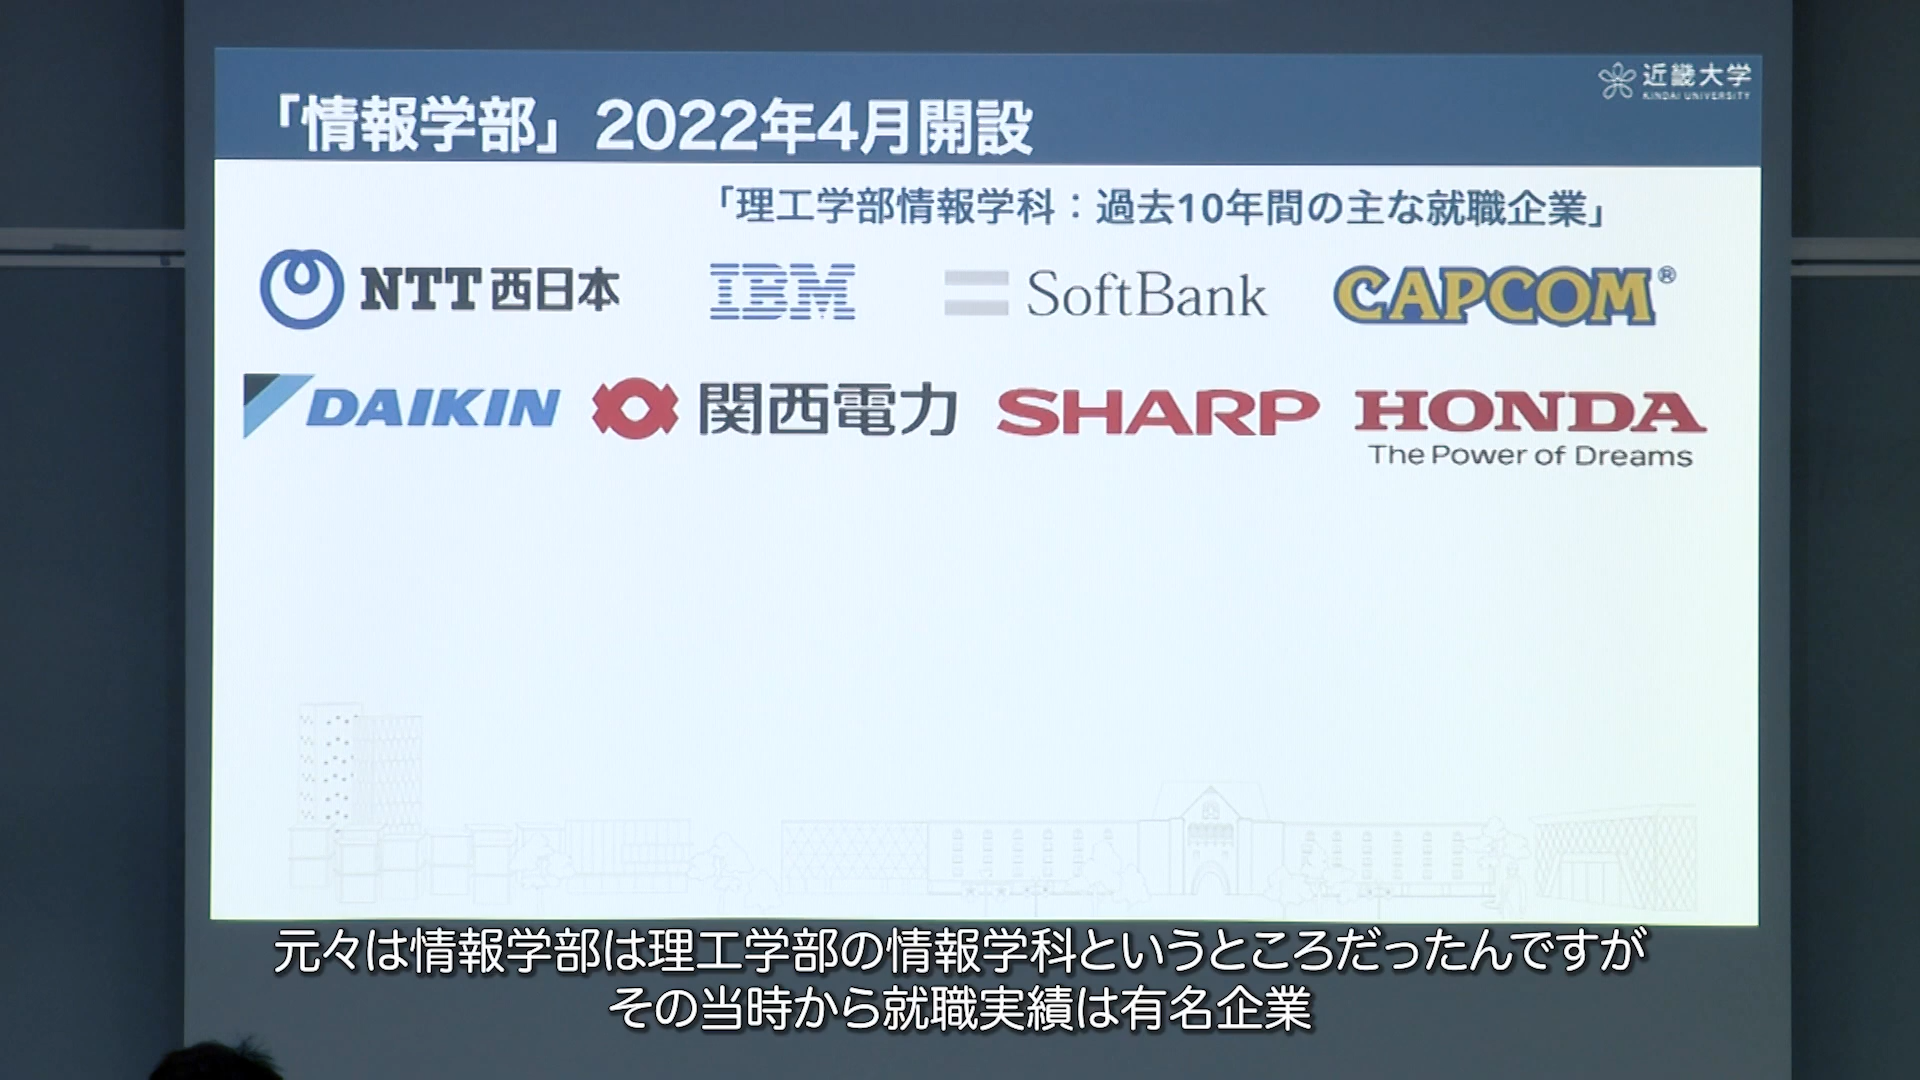 近畿大学
KINDAI UNIVERSITY
「情報学部」2022年4月開設
「理工学部情報学科：過去10年間の主な就職企業」
NTT西日本 IBM SoftBank CAPCOM®
DAIKIN 関西電力 SHARP HONDA
The Power of Dreams
元々は情報学部は理工学部の情報学科というところだったんですが
その当時から就職実績は有名企業